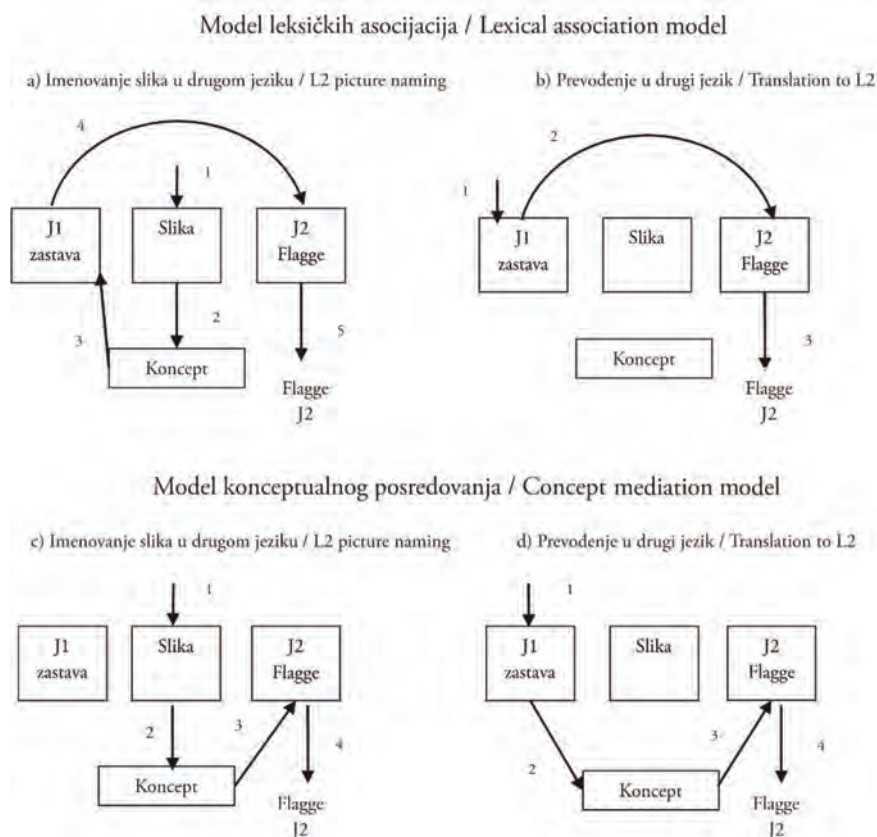 Model leksičkih asocijacija / Lexical association model
a) Imenovanje slika u drugom jeziku / L2 picture naming
b) Prevođenje u drugi jezik / Translation to L2
4
1
J1
zastava
Slika
J2
Flagge
2
3
5
Koncept
Flagge
J2
2
1
J1
zastava
Slika
J2
Flagge
3
Koncept
Flagge
J2
Model konceptualnog posredovanja / Concept mediation model
c) Imenovanje slika u drugom jeziku / L2 picture naming
d) Prevođenje u drugi jezik / Translation to L2
1
J1
zastava
Slika
J2
Flagge
2
3
4
Koncept
Flagge
J2
1
J1
zastava
Slika
J2
Flagge
2
3
4
Koncept
Flagge
J2